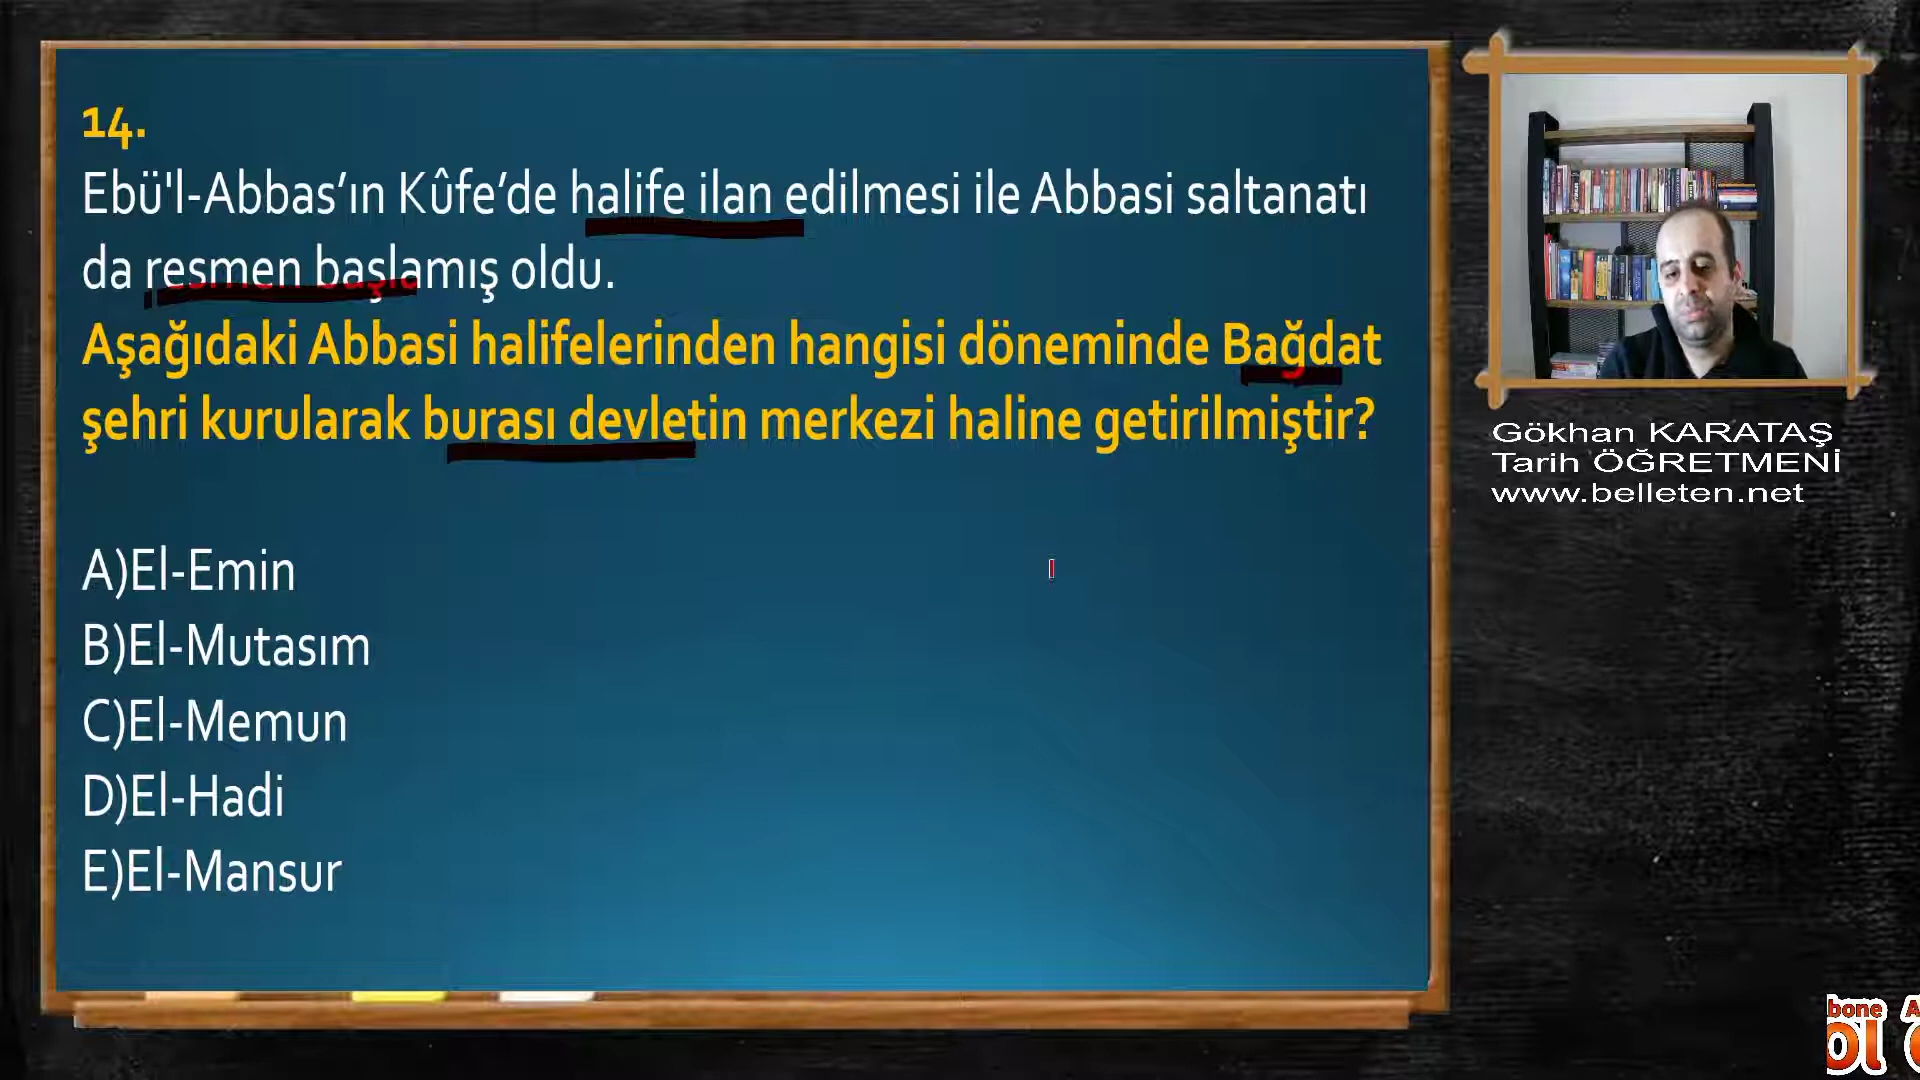 14.
Ebü'l-Abbas’ın Kûfe’de halife ilan edilmesi ile Abbasi saltanatı
da resmen başlamış oldu.
Aşağıdaki Abbasi halifelerinden hangisi döneminde Bağdat
şehri kurularak burası devletin merkezi haline getirilmiştir?
A)El-Emin
B)El-Mutasım
C)El-Memun
D)El-Hadi
E)El-Mansur
Gökhan KARATAŞ
Tarih ÖĞRETMENİ
www.belleten.net
bone A
ol